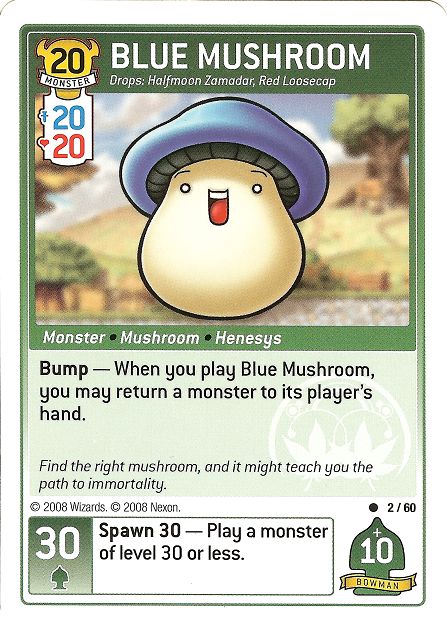 20 BLUE MUSHROOM
MONSTER
Drops: Halfmoon Zamadar, Red Loosecap
20
20
Monster • Mushroom • Henesys
Bump — When you play Blue Mushroom,
you may return a monster to its player's
hand.
Find the right mushroom, and it might teach you the
path to immortality.
© 2008 Wizards. © 2008 Nexon.
● 2/60
30
Spawn 30 — Play a monster
of level 30 or less.
+
10
BOWMAN